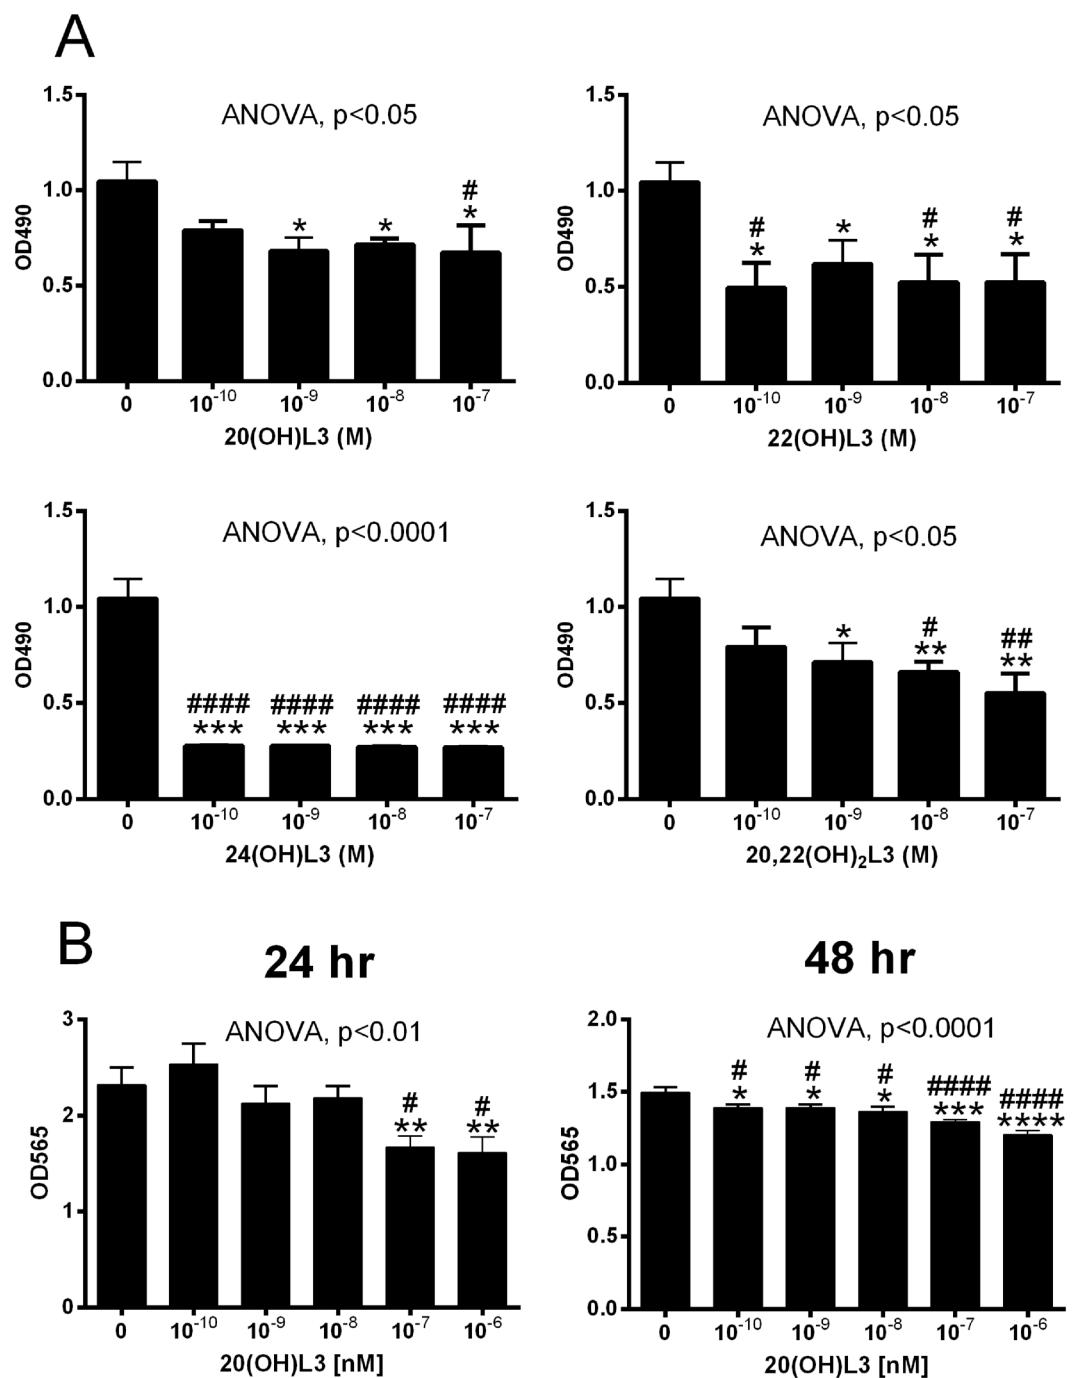 A
ANOVA, p<0.05
OD490
1.5
1.0
0.5
0.0
*
*
#
*
0 10-10 10-9 10-8 10-7
20(OH)L3 (M)
ANOVA, p<0.05
OD490
1.5
1.0
0.5
0.0
#
*
*
#
*
#
*
0 10-10 10-9 10-8 10-7
22(OH)L3 (M)
ANOVA, p<0.0001
OD490
1.5
1.0
0.5
0.0
#### #### #### ####
*** *** *** ***
0 10-10 10-9 10-8 10-7
24(OH)L3 (M)
ANOVA, p<0.05
OD490
1.5
1.0
0.5
0.0
*
#
**
##
**
0 10-10 10-9 10-8 10-7
20,22(OH)2L3 (M)
B
24 hr
ANOVA, p<0.01
OD565
3
2
1
0
# #
** **
0 10-10 10-9 10-8 10-7 10-6
20(OH)L3 [nM]
48 hr
ANOVA, p<0.0001
OD565
2.0
1.5
1.0
0.5
0.0
#
*
#
*
#
*
####
***
####
****
0 10-10 10-9 10-8 10-7 10-6
20(OH)L3 [nM]